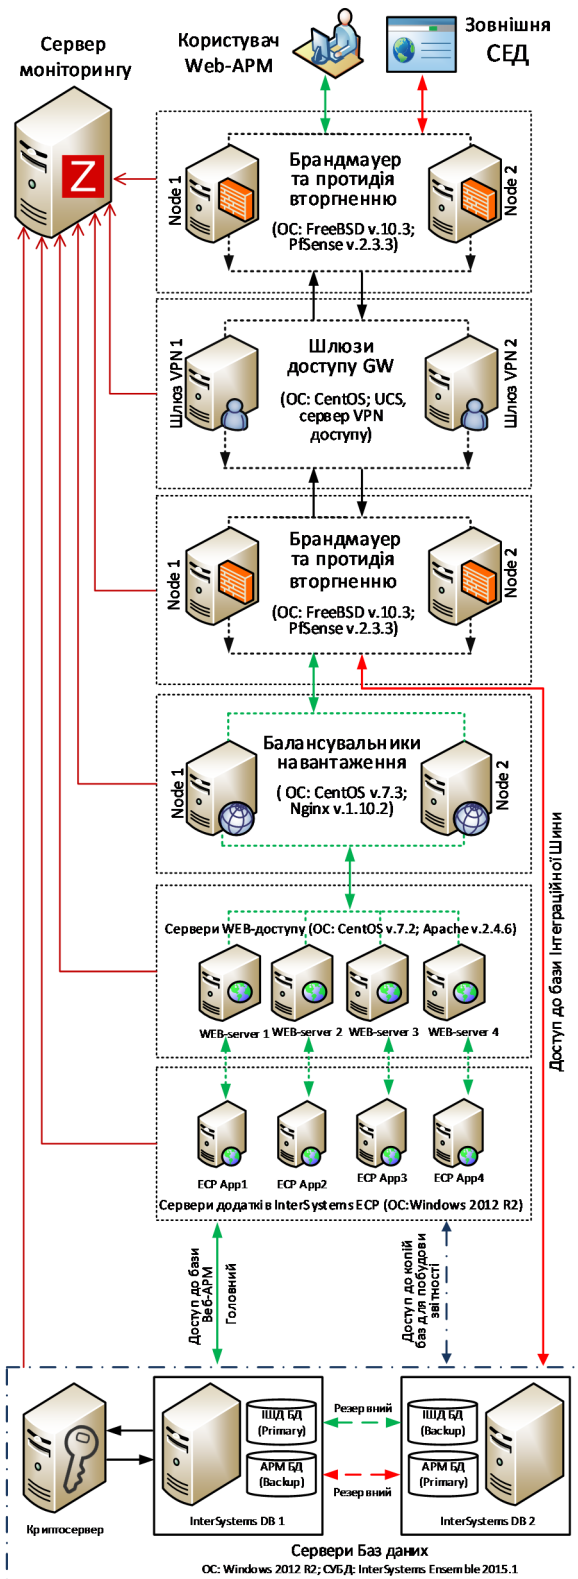 Сервер
моніторингу
Користувач
Web-АРМ
Зовнішня
СЕД
Z
Node 1
Брандмауер
та протидія
вторгненню
(ОС: FreeBSD v.10.3;
PfSense v.2.3.3)
Node 2
Шлюз VPN 1
Шлюзи
доступу GW
(ОС: CentOS; UCS,
сервер VPN
доступу)
Шлюз VPN 2
Node 1
Брандмауер
та протидія
вторгненню
(ОС: FreeBSD v.10.3;
PfSense v.2.3.3)
Node 2
Node 1
Балансувальники
навантаження
( ОС: CentOS v.7.3;
Nginx v.1.10.2)
Node 2
Доступ до бази Інтеграційної Шини
Сервери WEB-доступу (ОС: CentOS v.7.2; Apache v.2.4.6)
WEB-server 1
WEB-server 2
WEB-server 3
WEB-server 4
ECP App1
ECP App2
ECP App3
ECP App4
Сервери додатків InterSystems ECP (ОС:Windows 2012 R2)
Доступ до бази
Веб-АРМ
Головний
Доступ до копій
баз для побудови
звітності
Криптосервер
ІШД БД
(Primary)
АРМ БД
(Backup)
InterSystems DB 1
Резервний
Резервний
ІШД БД
(Backup)
АРМ БД
(Primary)
InterSystems DB 2
Сервери Баз даних
ОС: Windows 2012 R2; СУБД: InterSystems Ensemble 2015.1